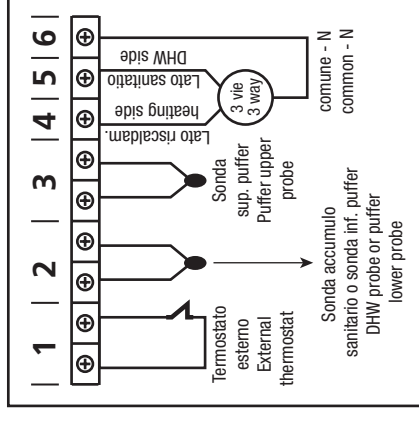 1
2
3
4
5
6
Termostato
esterno
External
thermostat
Sonda accumulo
sanitario o sonda inf. puffer
DHW probe or puffer
lower probe
Sonda
sup. puffer
Puffer upper
probe
Lato riscaldam.
heating side
Lato sanitatio
DHW side
3 vie
3 way
comune - N
common - N